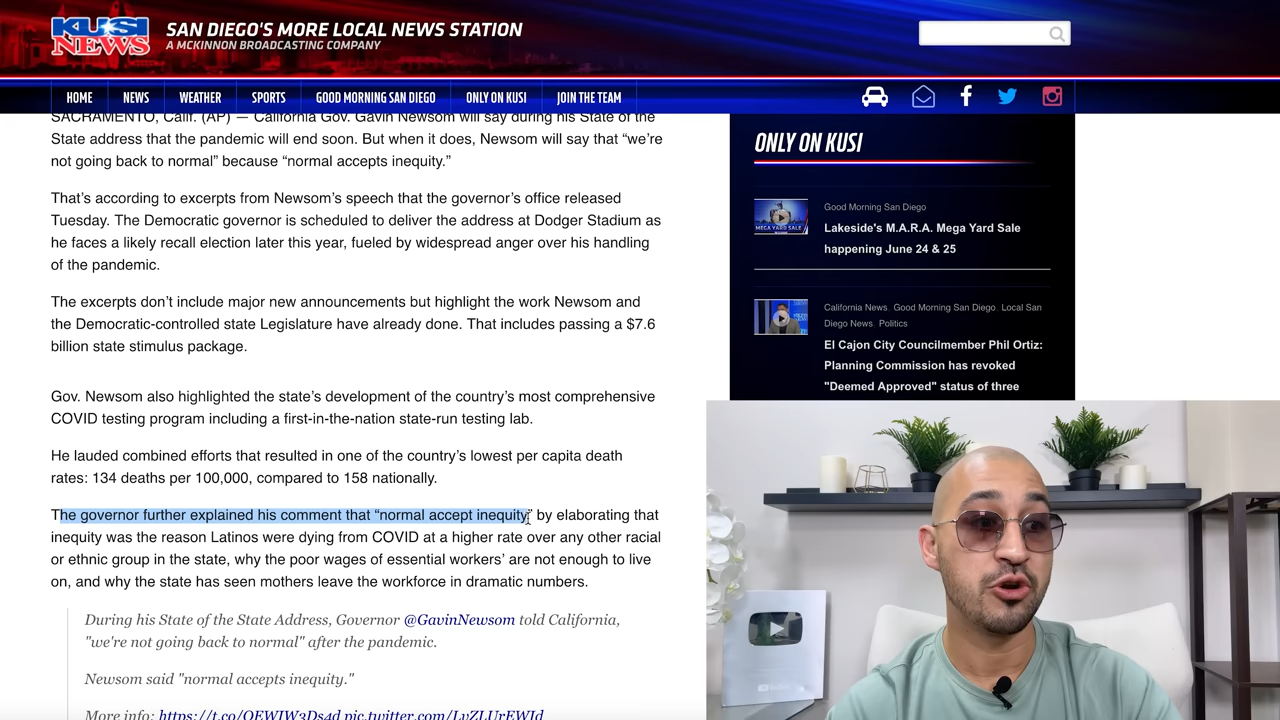 KUSI
NEWS
SAN DIEGO'S MORE LOCAL NEWS STATION
A MCKINNON BROADCASTING COMPANY
HOME
NEWS
WEATHER
SPORTS
GOOD MORNING SAN DIEGO
ONLY ON KUSI
JOIN THE TEAM
SACRAMENTO, Calif. (AP) — California Gov. Gavin Newsom will say during his State of the
State address that the pandemic will end soon. But when it does, Newsom will say that “we’re
not going back to normal” because “normal accepts inequity.”
That’s according to excerpts from Newsom’s speech that the governor’s office released
Tuesday. The Democratic governor is scheduled to deliver the address at Dodger Stadium as
he faces a likely recall election later this year, fueled by widespread anger over his handling
of the pandemic.
The excerpts don’t include major new announcements but highlight the work Newsom and
the Democratic-controlled state Legislature have already done. That includes passing a $7.6
billion state stimulus package.
Gov. Newsom also highlighted the state’s development of the country’s most comprehensive
COVID testing program including a first-in-the-nation state-run testing lab.
He lauded combined efforts that resulted in one of the country’s lowest per capita death
rates: 134 deaths per 100,000, compared to 158 nationally.
The governor further explained his comment that “normal accept inequity” by elaborating that
inequity was the reason Latinos were dying from COVID at a higher rate over any other racial
or ethnic group in the state, why the poor wages of essential workers’ are not enough to live
on, and why the state has seen mothers leave the workforce in dramatic numbers.
During his State of the State Address, Governor @GavinNewsom told California,
"we're not going back to normal" after the pandemic.
Newsom said "normal accepts inequity."
More info: https://t.co/OEWIW3Ds4d pic.twitter.com/LvZLUrEWId
ONLY ON KUSI
Good Morning San Diego
MEGA YARD SALE
Lakeside's M.A.R.A. Mega Yard Sale
happening June 24 & 25
California News Good Morning San Diego Local San
Diego News Politics
El Cajon City Councilmember Phil Ortiz:
Planning Commission has revoked
"Deemed Approved" status of three